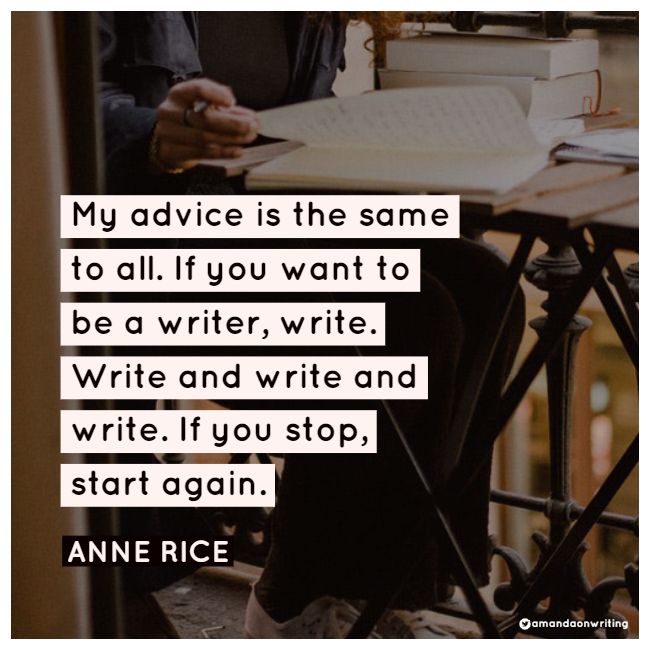 My advice is the same
to all. If you want to
be a writer, write.
Write and write and
write. If you stop,
start again.
ANNE RICE
@amandaonwriting